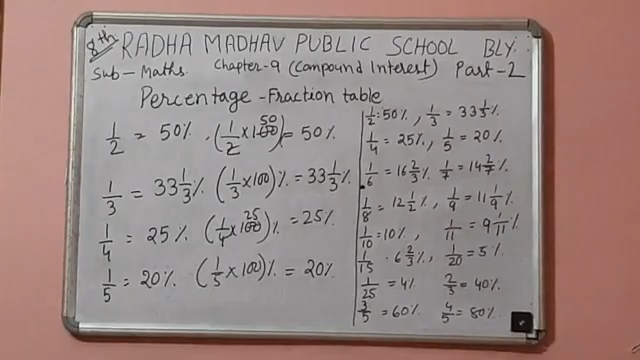 8th RADHA MADHAV PUBLIC SCHOOL BLY.
Sub - Maths. Chapter-9 (Compound Interest) Part-2
Percentage - Fraction table
1/2 = 50% . (1/2 × 100 50)% = 50%
1/3 = 33 1/3 % (1/3 × 100)% = 33 1/3 %
1/4 = 25% (1/4 × 100 25)% = 25%
1/5 = 20% (1/5 × 100)% = 20%
1/2 = 50% , 1/3 = 33 1/3 %
1/4 = 25% , 1/5 = 20%
1/6 = 16 2/3 % , 1/7 = 14 2/7 %
1/8 = 12 1/2 % , 1/9 = 11 1/9 %
1/10 = 10% , 1/11 = 9 1/11 %
1/15 . 6 2/3 % , 1/20 = 5%
1/25 = 4% 2/5 = 40%
3/5 = 60% 4/5 = 80%